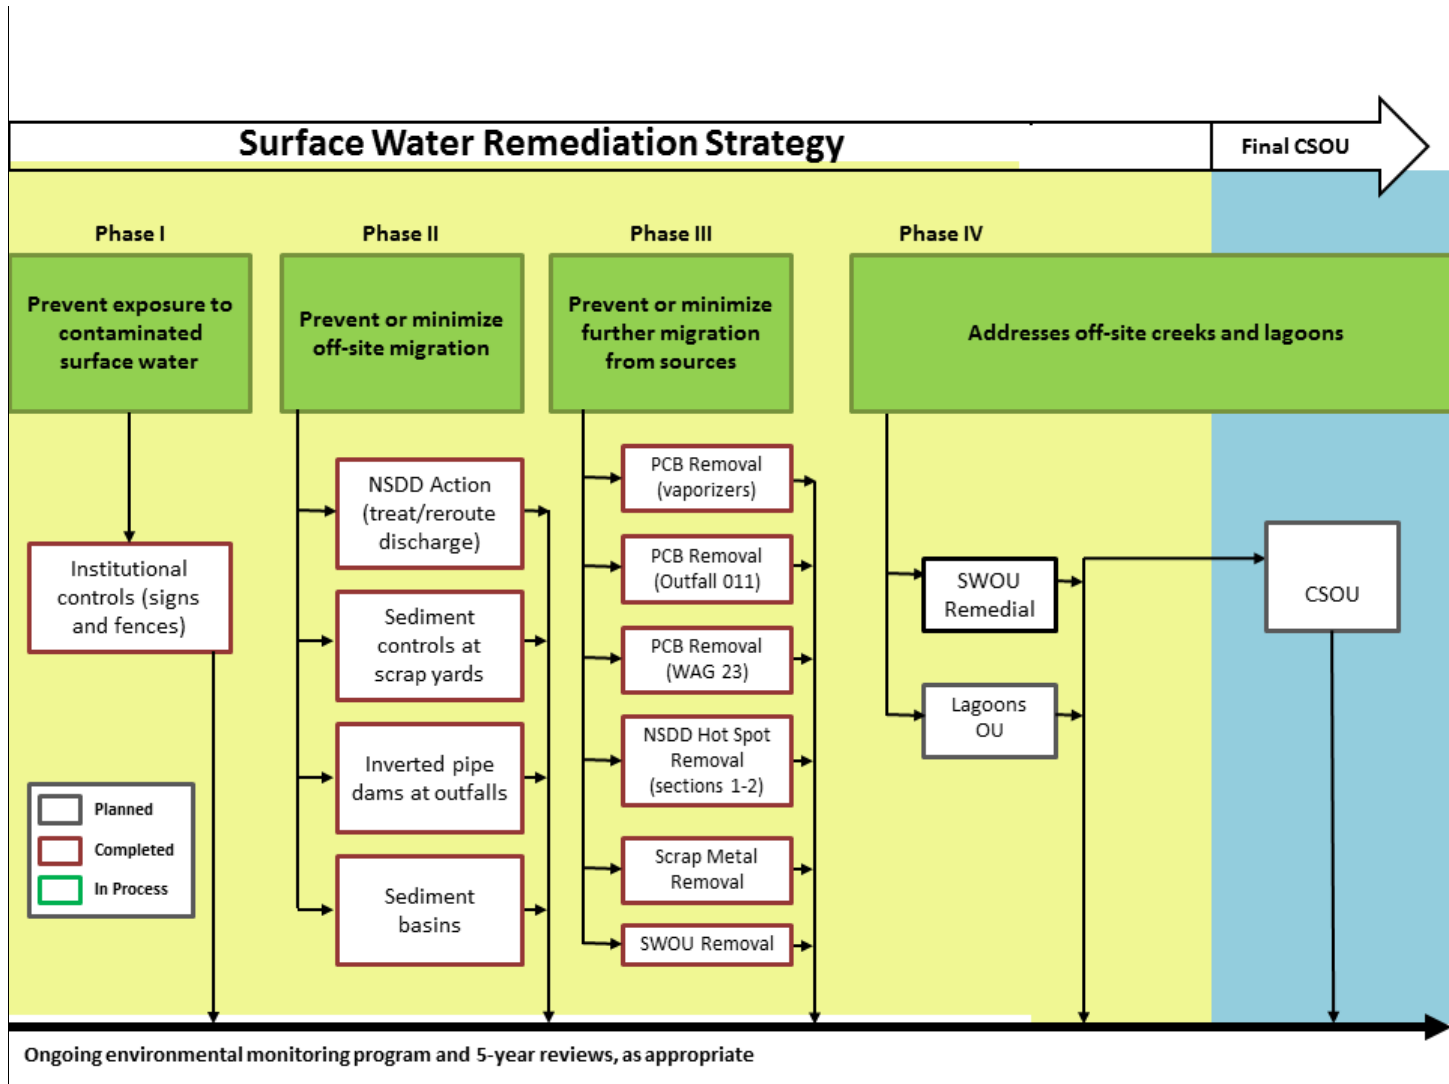 Surface Water Remediation Strategy
Final CSOU
Phase I
Phase II
Phase III
Phase IV
Prevent exposure to
contaminated
surface water
Prevent or minimize
off-site migration
Prevent or minimize
further migration
from sources
Addresses off-site creeks and lagoons
Institutional
controls (signs
and fences)
NSDD Action
(treat/reroute
discharge)
Sediment
controls at
scrap yards
Inverted pipe
dams at outfalls
Sediment
basins
PCB Removal
(vaporizers)
PCB Removal
(Outfall 011)
PCB Removal
(WAG 23)
NSDD Hot Spot
Removal
(sections 1-2)
Scrap Metal
Removal
SWOU Removal
SWOU
Remedial
Lagoons
OU
CSOU
Planned
Completed
In Process
Ongoing environmental monitoring program and 5-year reviews, as appropriate